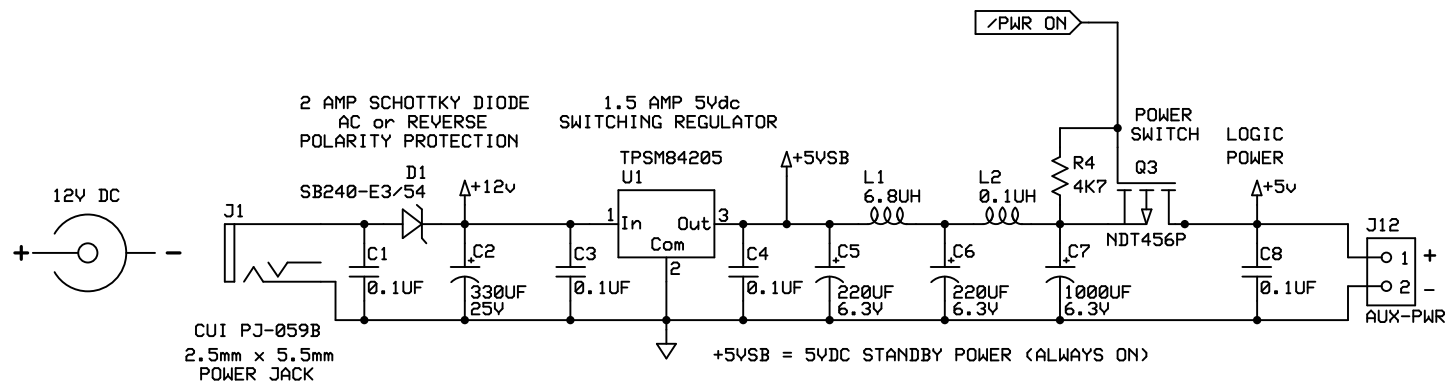 /PWR ON
2 AMP SCHOTTKY DIODE
AC or REVERSE
POLARITY PROTECTION
1.5 AMP 5Vdc
SWITCHING REGULATOR
POWER
SWITCH
LOGIC
POWER
12V DC
+
-
J1
D1
SB240-E3/54
+12v
TPSM84205
U1
1
In
Out
3
Com
2
+5VSB
L1
6.8UH
L2
0.1UH
R4
4K7
Q3
NDT456P
+5v
J12
1
+
2
-
AUX-PWR
C1
0.1UF
+
C2
330UF
25V
C3
0.1UF
C4
0.1UF
+
C5
220UF
6.3V
+
C6
220UF
6.3V
+
C7
1000UF
6.3V
C8
0.1UF
CUI PJ-059B
2.5mm x 5.5mm
POWER JACK
+5VSB = 5VDC STANDBY POWER (ALWAYS ON)